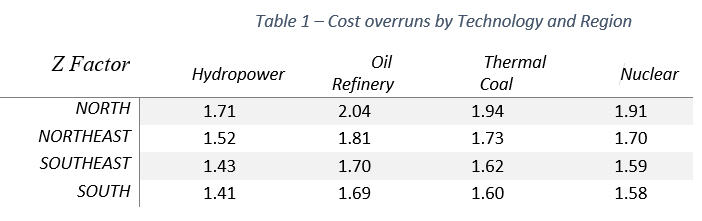 Table 1 – Cost overruns by Technology and Region
Z Factor Hydropower Oil Refinery Thermal Coal Nuclear
NORTH 1.71 2.04 1.94 1.91
NORTHEAST 1.52 1.81 1.73 1.70
SOUTHEAST 1.43 1.70 1.62 1.59
SOUTH 1.41 1.69 1.60 1.58